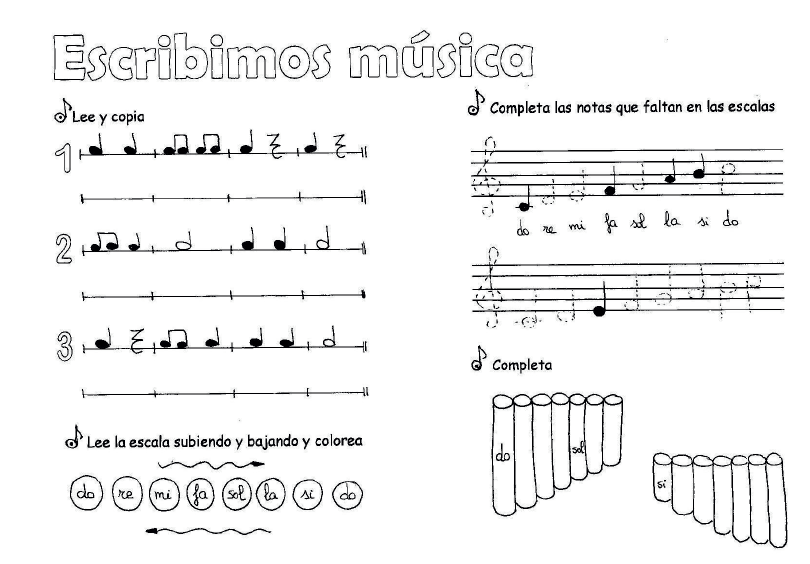 Escribimos música
Lee y copia
1
2
3
Lee la escala subiendo y bajando y colorea
do re mi fa sol la si do
Completa las notas que faltan en las escalas
do re mi fa sol la si do
Completa
do sol
si